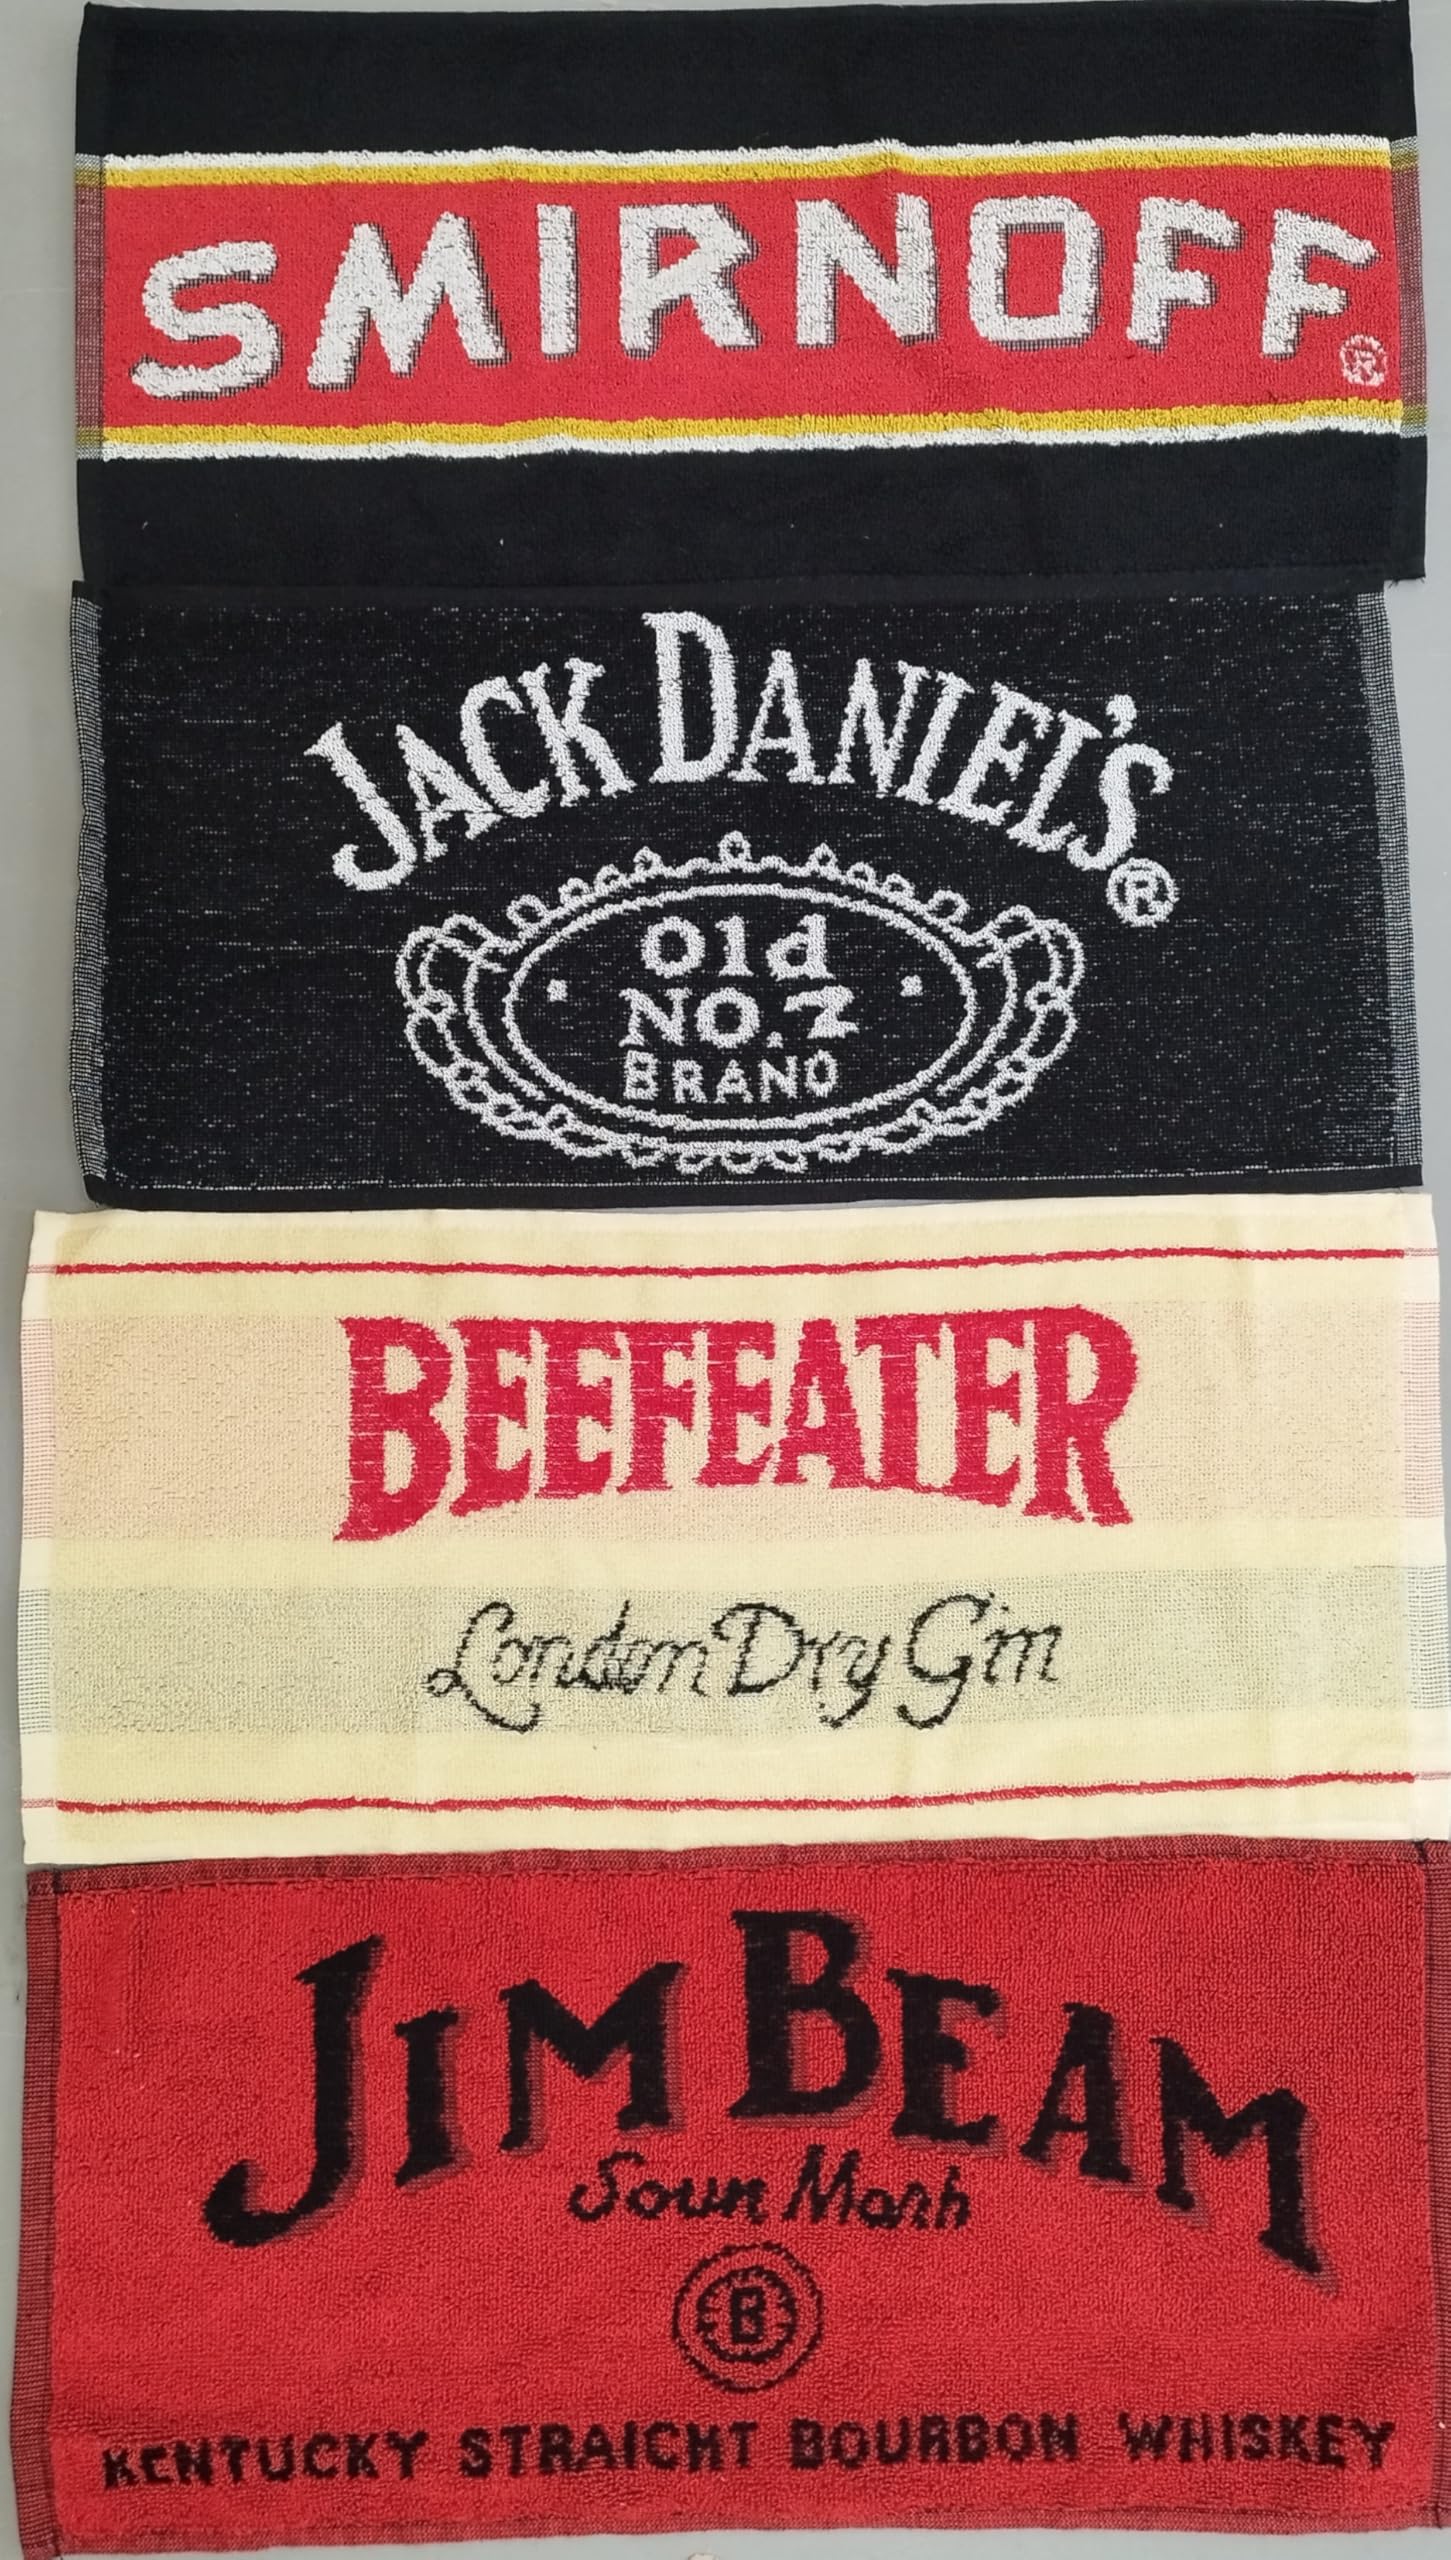 SMIRNOFF®
JACK DANIEL'S®
Old
NO.7
BRAND
BEEFEATER
London Dry Gin
JIM BEAM
Sour Mash
B
KENTUCKY STRAIGHT BOURBON WHISKEY